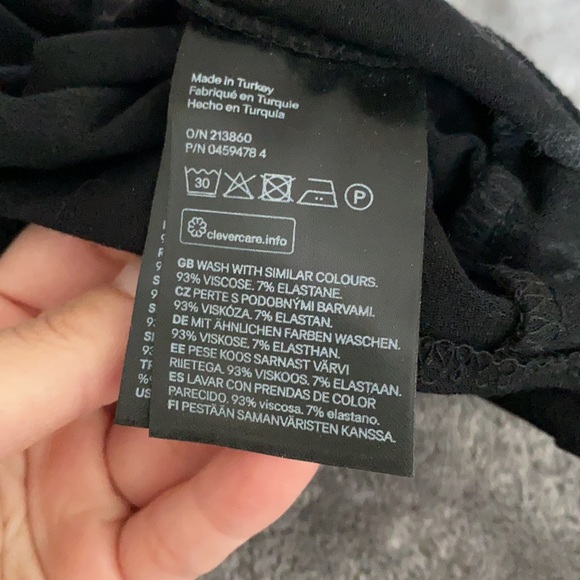 Made in Turkey
Fabriqué en Turquie
Hecho en Turquía
O/N 213860
P/N 0459478 4
30 P
clevercare.info
GB WASH WITH SIMILAR COLOURS.
93% VISCOSE. 7% ELASTANE.
CZ PERTE S PODOBNÝMI BARVAMI.
93% VISKÓZA. 7% ELASTAN.
DE MIT ÄHNLICHEN FARBEN WASCHEN.
93% VISKOSE. 7% ELASTHAN.
EE PESE KOOS SARNAST VÄRVI
RIIETEGA. 93% VISKOOS. 7% ELASTAAN.
ES LAVAR CON PRENDAS DE COLOR
PARECIDO. 93% viscosa. 7% elastano.
FI PESTÄÄN SAMANVÄRISTEN KANSSA.